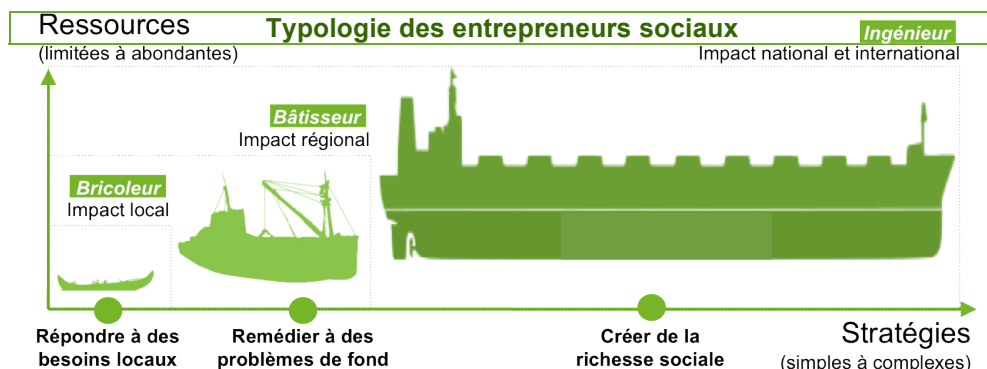 Ressources
(limitées à abondantes)
Typologie des entrepreneurs sociaux
Ingénieur
Impact national et international
Bâtisseur
Impact régional
Bricoleur
Impact local
Répondre à des
besoins locaux
Remédier à des
problèmes de fond
Créer de la
richesse sociale
Stratégies
(simples à complexes)